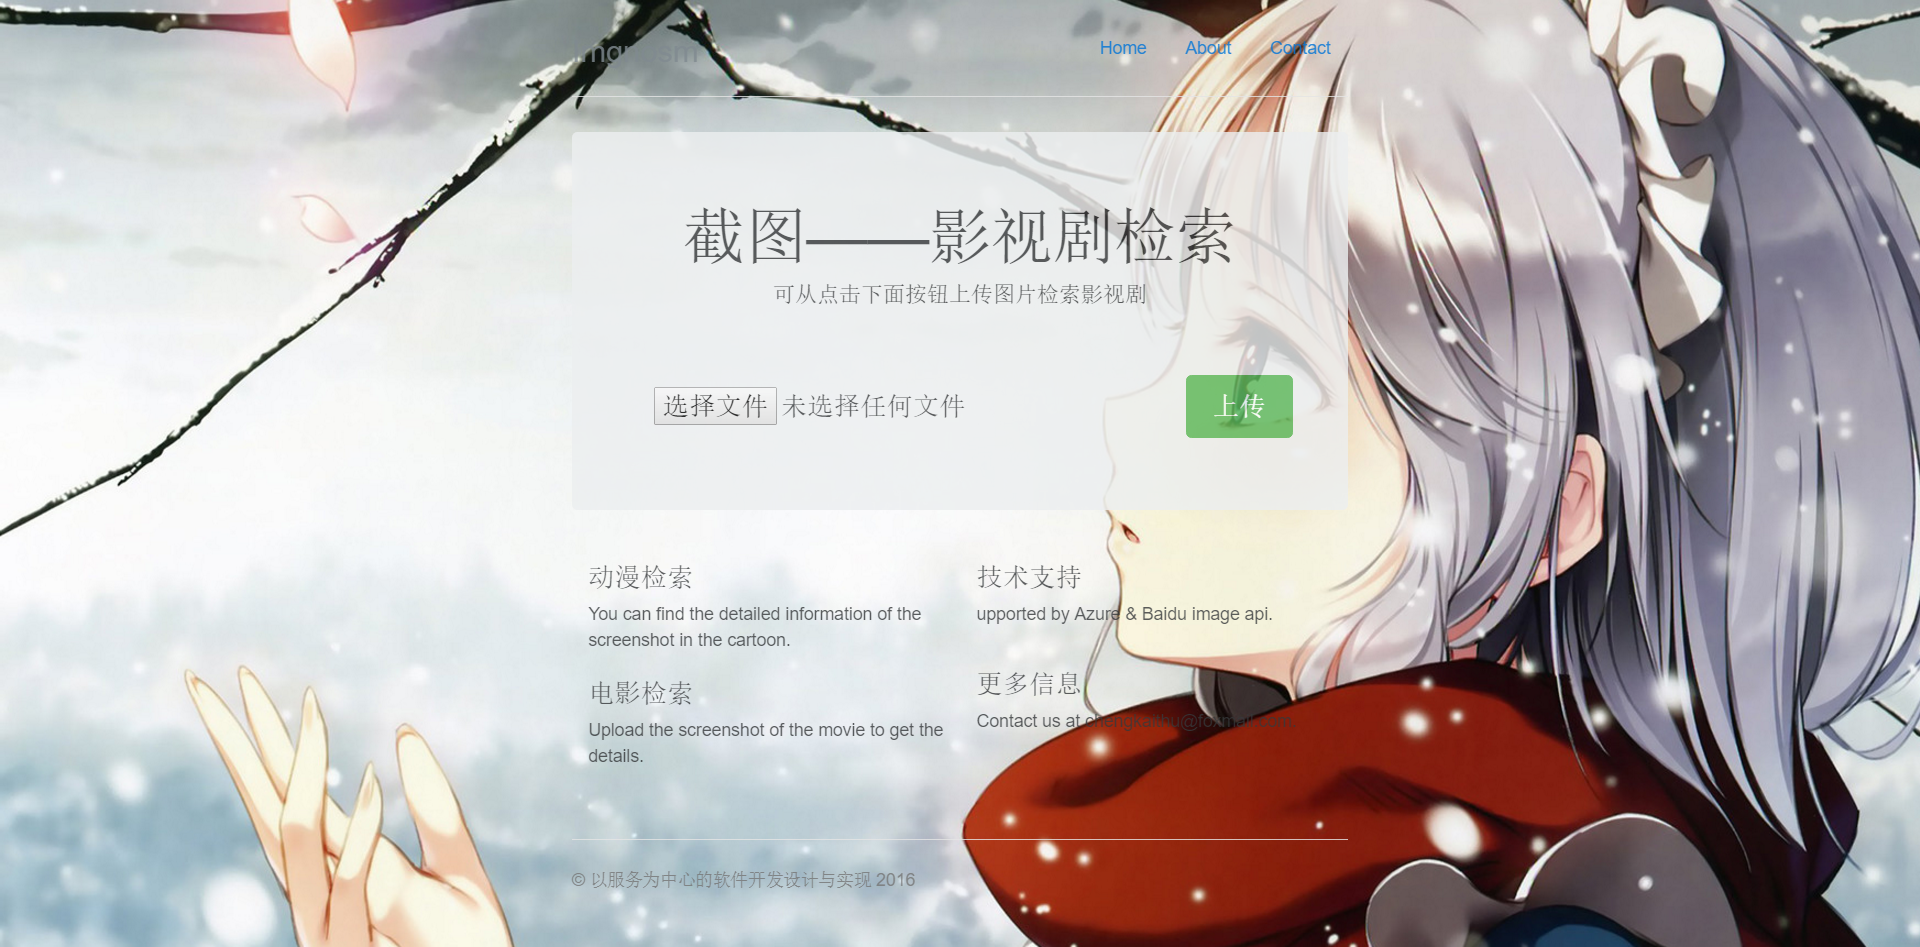 Home About Contact
截图——影视剧检索
可从点击下面按钮上传图片检索影视剧
选择文件 未选择任何文件 上传
动漫检索
You can find the detailed information of the
screenshot in the cartoon.
电影检索
Upload the screenshot of the movie to get the
details.
技术支持
upported by Azure & Baidu image api.
更多信息
Contact us at
© 以服务为中心的软件开发设计与实现 2016